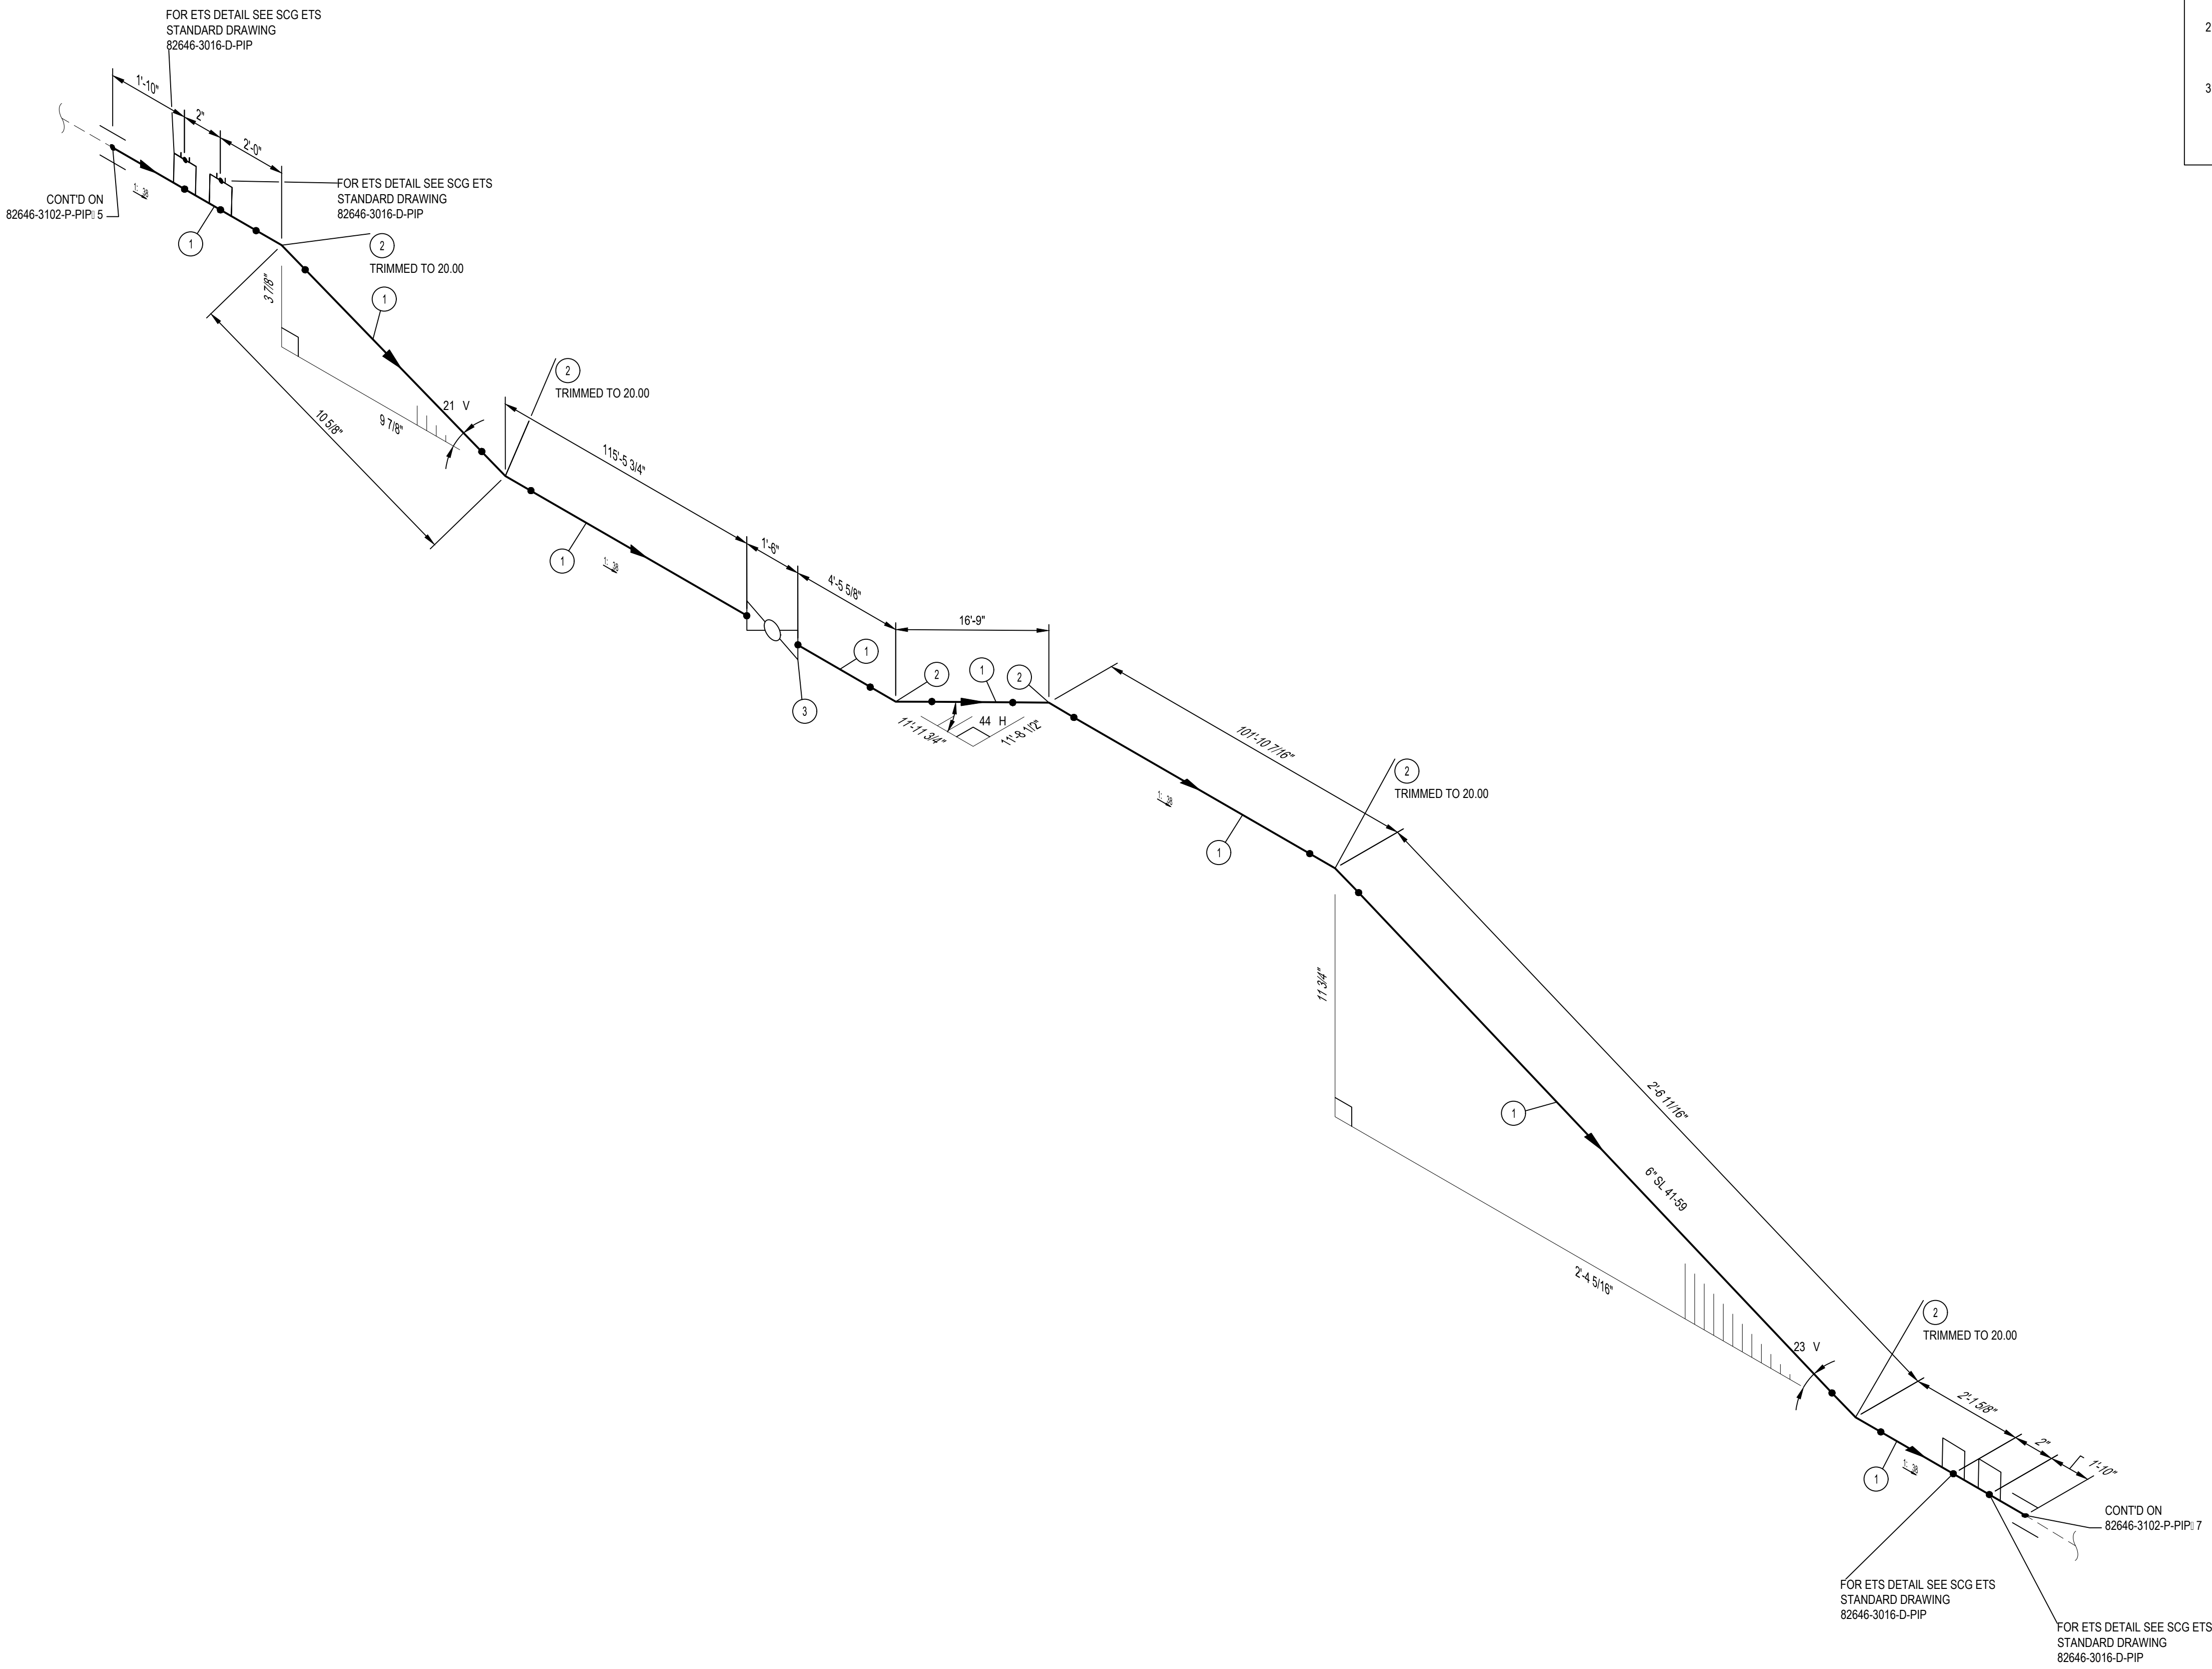 FOR ETS DETAIL SEE SCG ETS
STANDARD DRAWING
82646-3016-D-PIP
2
3
1'-10"
2"
2'-0"
FOR ETS DETAIL SEE SCG ETS
STANDARD DRAWING
82646-3016-D-PIP
CONT'D ON
82646-3102-P-PIP 5
1: 38
1
2
TRIMMED TO 20.00
3 7/8"
1
2
TRIMMED TO 20.00
21 V
9 7/8"
10 5/8"
115'-5 3/4"
1
1: 38
1'-6"
4'-5 5/8"
16'-9"
1
2
1
2
3
11'-11 3/4"
44 H
11'-8 1/2"
101'-10 7/16"
2
TRIMMED TO 20.00
1: 38
1
11 3/4"
2'-6 11/16"
1
6" SL 41-59
2'-4 5/16"
2
TRIMMED TO 20.00
23 V
2'-1 5/8"
2"
1'-10"
1: 38
1
CONT'D ON
82646-3102-P-PIP 7
FOR ETS DETAIL SEE SCG ETS
STANDARD DRAWING
82646-3016-D-PIP
FOR ETS DETAIL SEE SCG ETS
STANDARD DRAWING
82646-3016-D-PIP